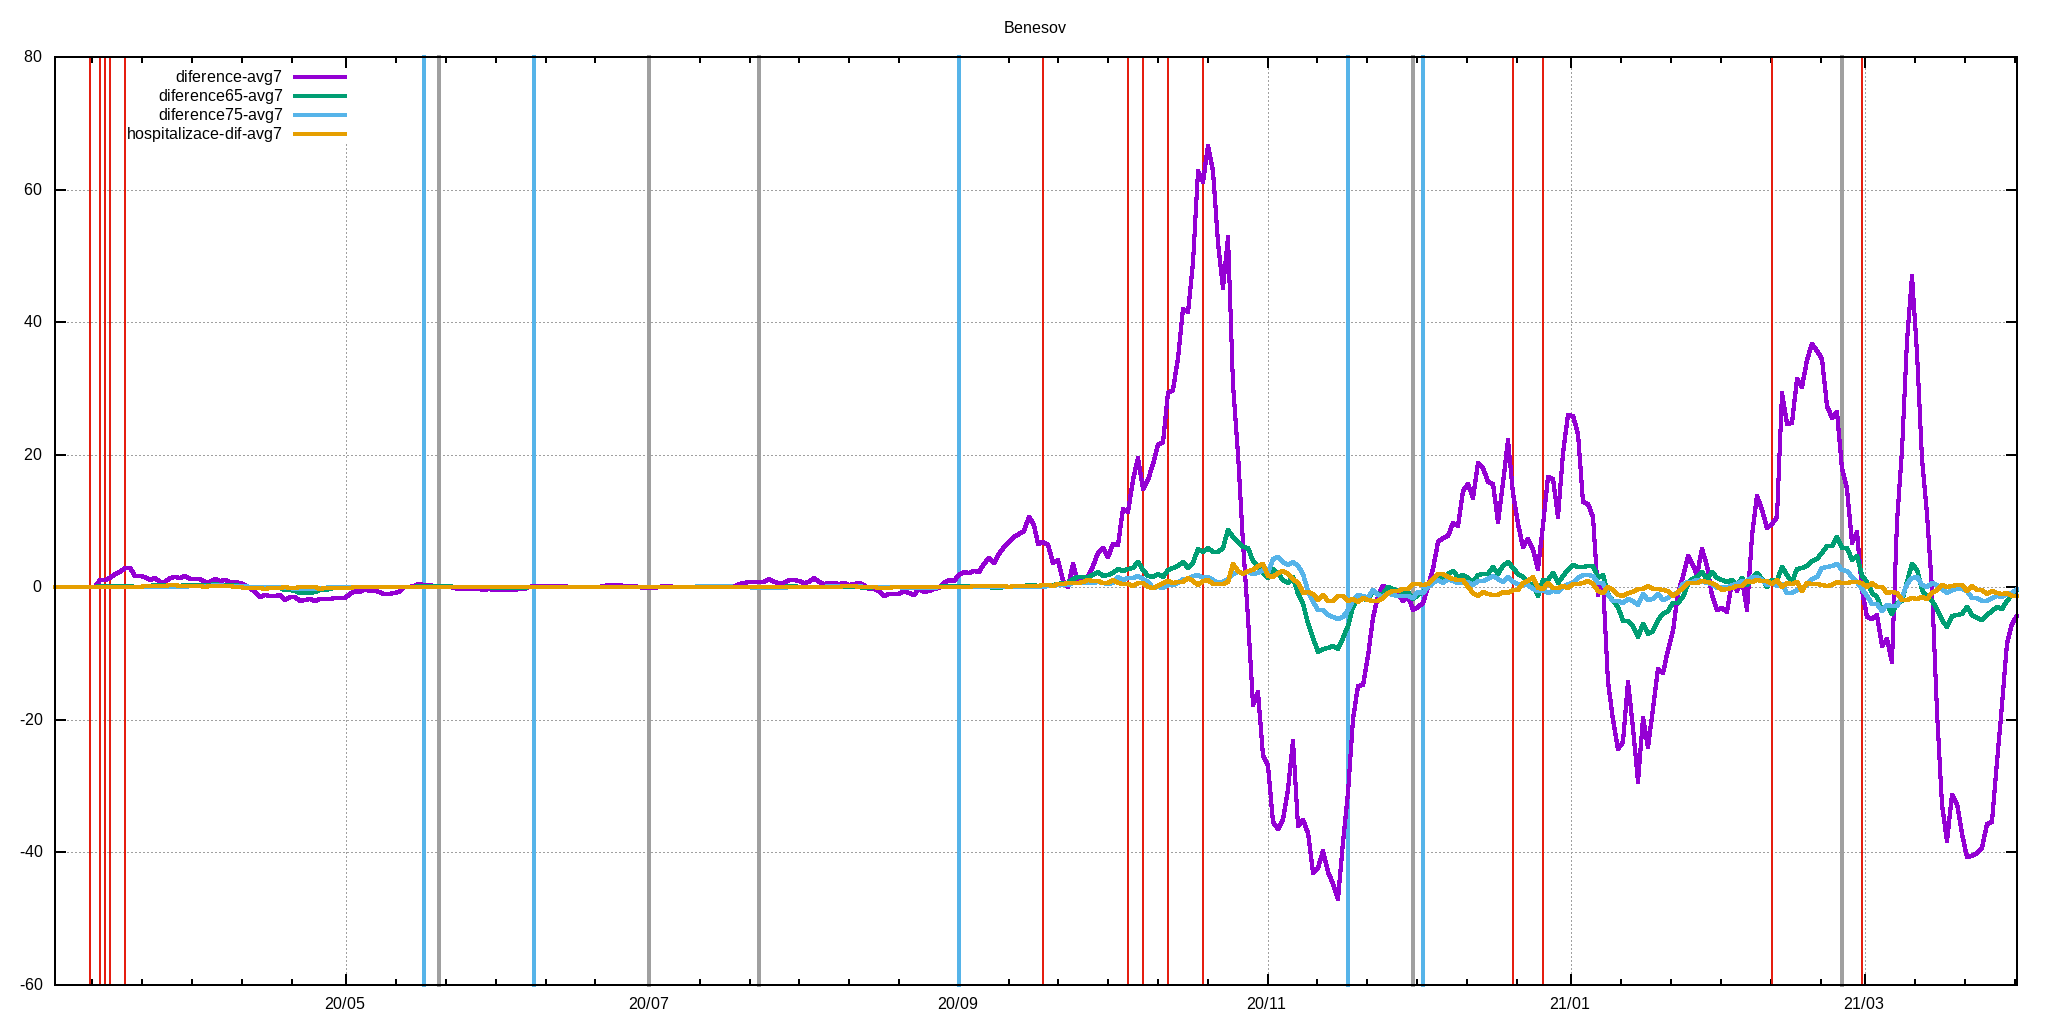 Benesov
80
diference-avg7
diference65-avg7
diference75-avg7
hospitalizace-dif-avg7
60
40
20
0
-20
-40
-60
20/05 20/07 20/09 20/11 21/01 21/03